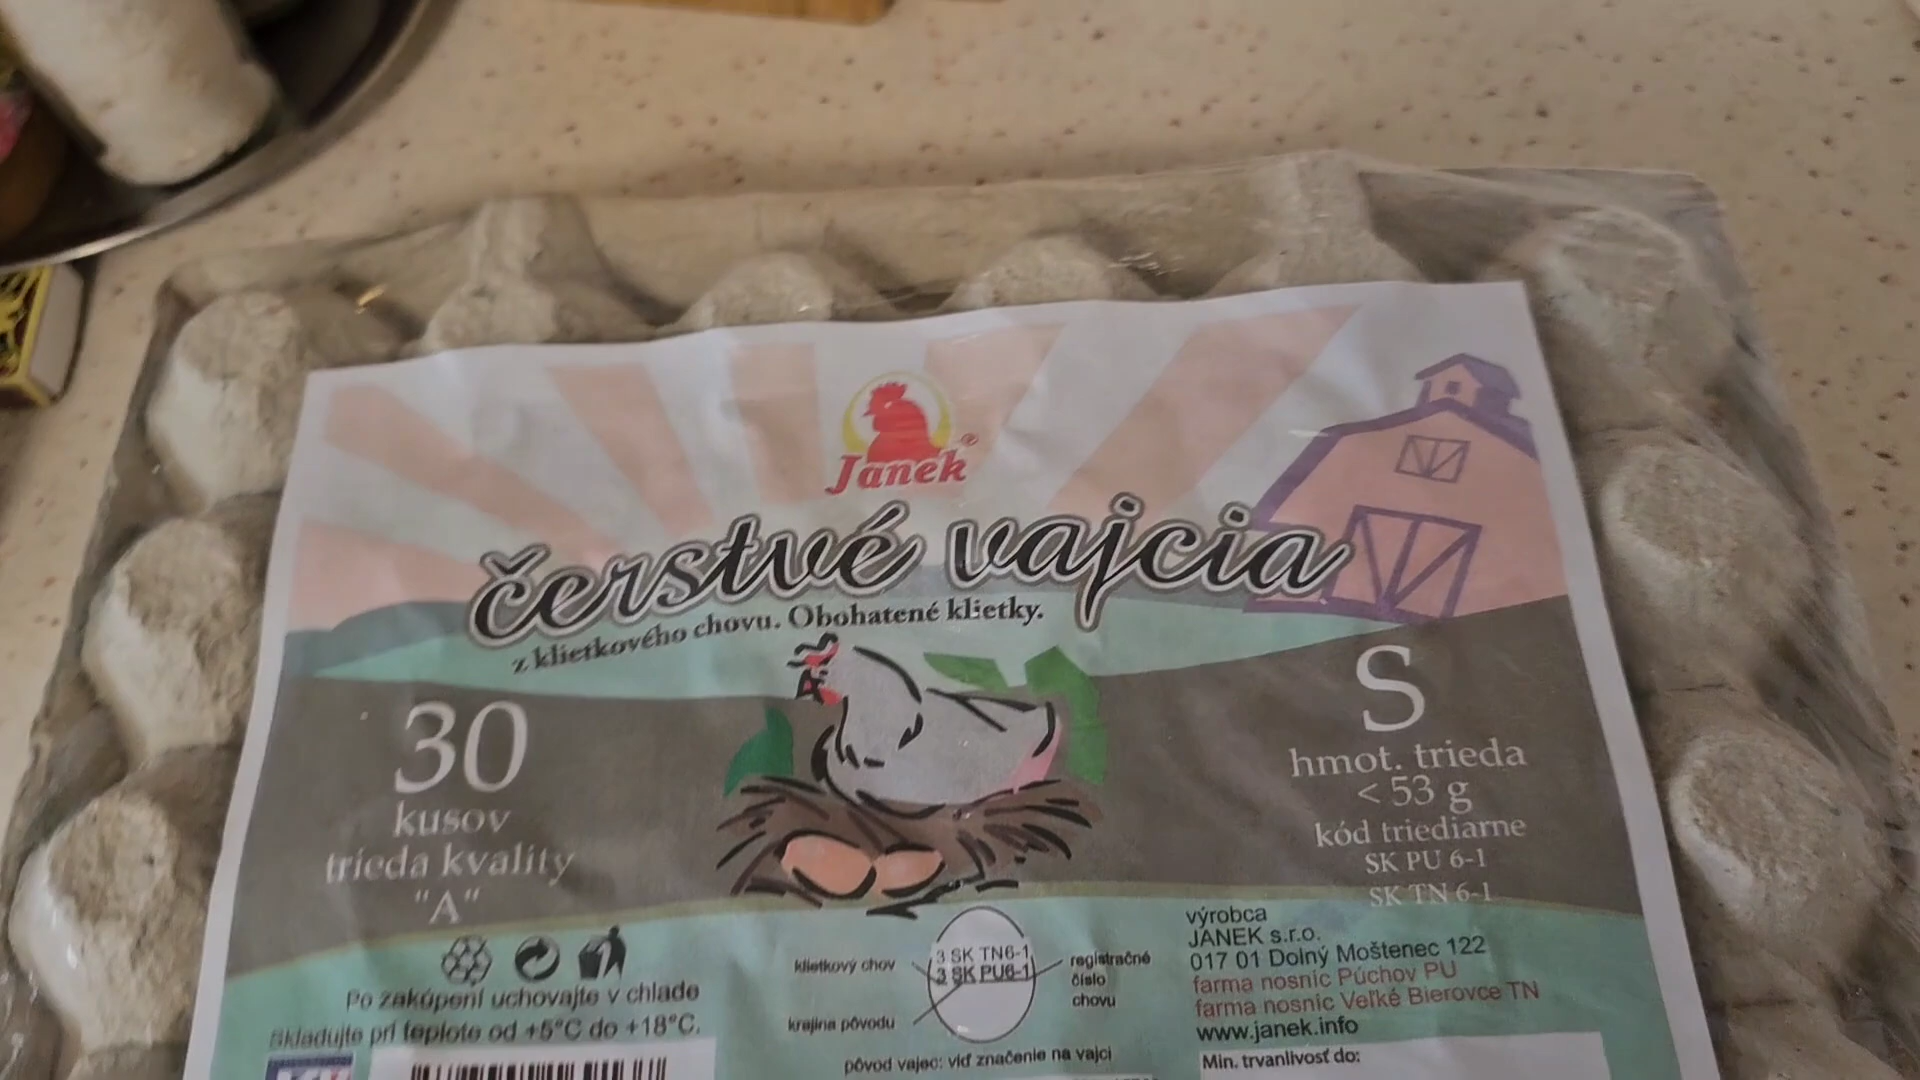 Janek®
čerstvé vajcia
z klietkového chovu. Obohatené klietky.
30
kusov
trieda kvality
"A"
S
hmot. trieda
< 53 g
kód triediarne
SK PU 6-1
SK TN 6-1
Po zakúpení uchovajte v chlade
Skladujte pri teplote od +5°C do +18°C.
klietkový chov
krajina pôvodu
3 SK TN6-1
3 SK PU6-1
registračné
číslo
chovu
pôvod vajec: viď značenie na vajci
výrobca
JANEK s.r.o.
017 01 Dolný Moštenec 122
farma nosnic Púchov PU
farma nosnic Veľké Bierovce TN
www.janek.info
Min. trvanlivosť do: